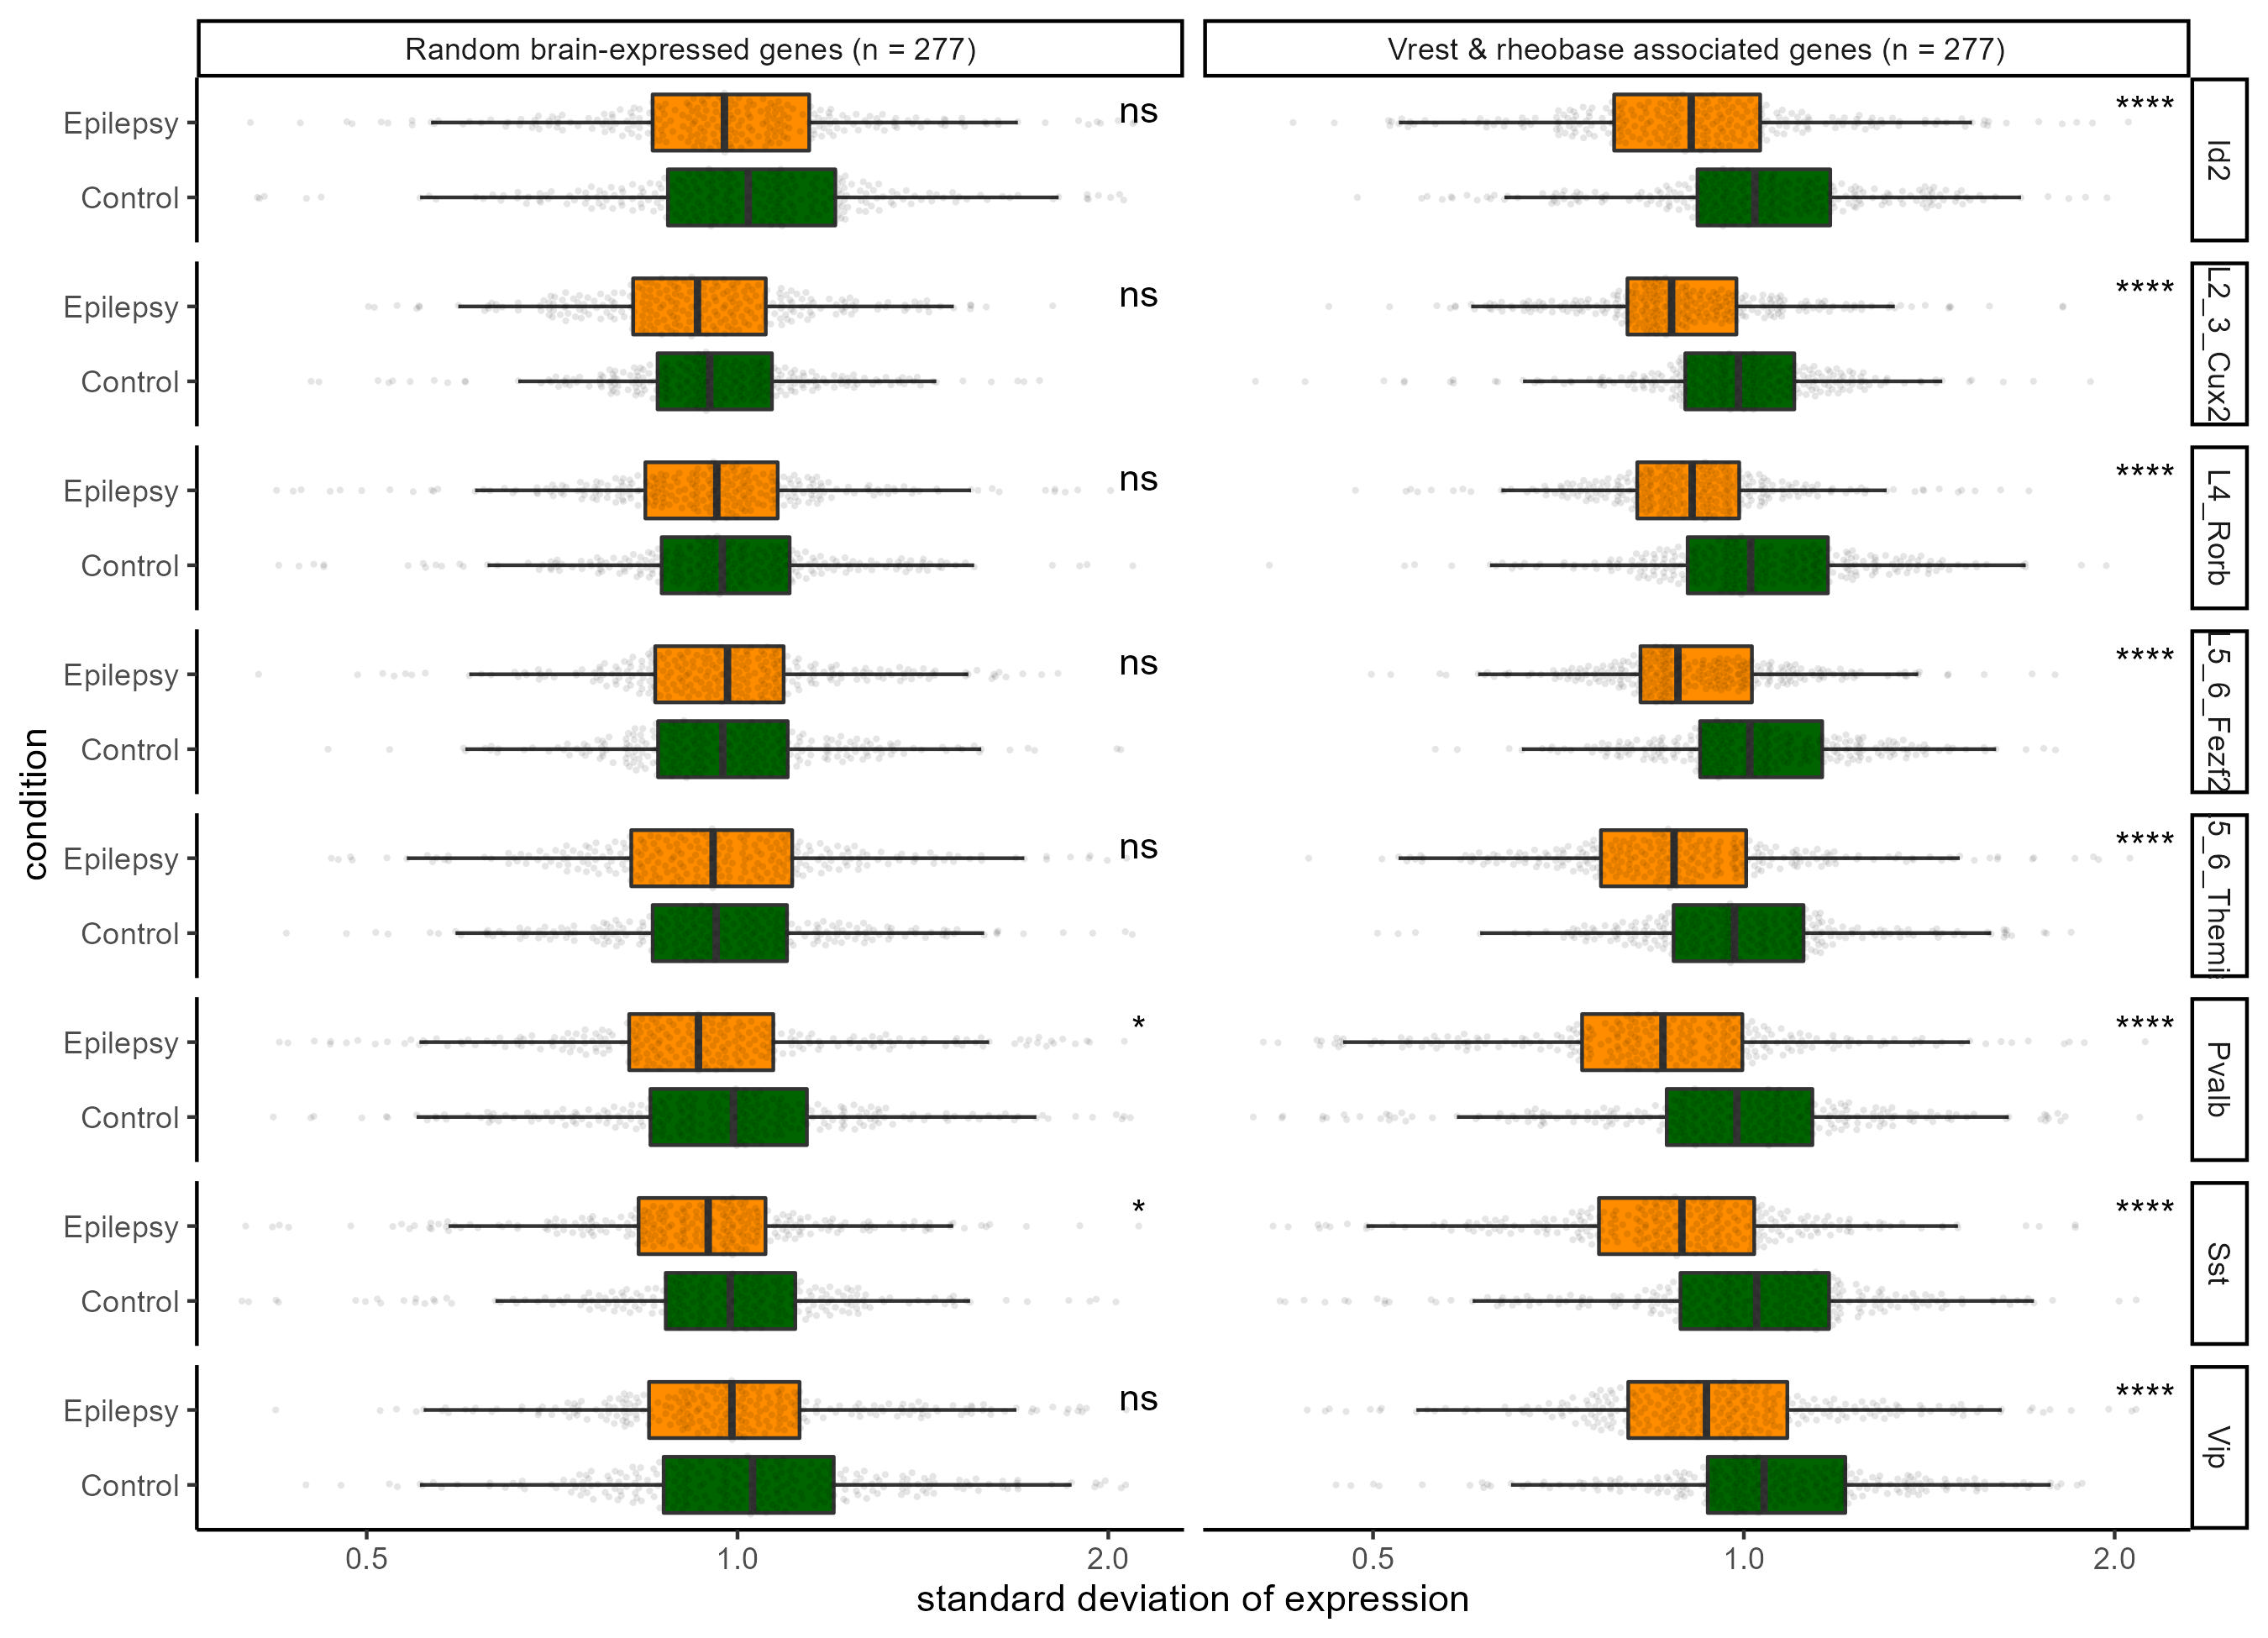 Random brain-expressed genes (n = 277)
Vrest & rheobase associated genes (n = 277)
Epilepsy
ns
****
Id2
Control
Epilepsy
ns
****
L2_3_Cux2
Control
Epilepsy
ns
****
L4_Rorb
Control
Epilepsy
ns
****
L5_6_Fezf2
Control
Epilepsy
ns
****
5_6_Themi
Control
Epilepsy
*
****
Pvalb
Control
Epilepsy
*
****
Sst
Control
Epilepsy
ns
****
Vip
Control
condition
0.5 1.0 2.0
0.5 1.0 2.0
standard deviation of expression